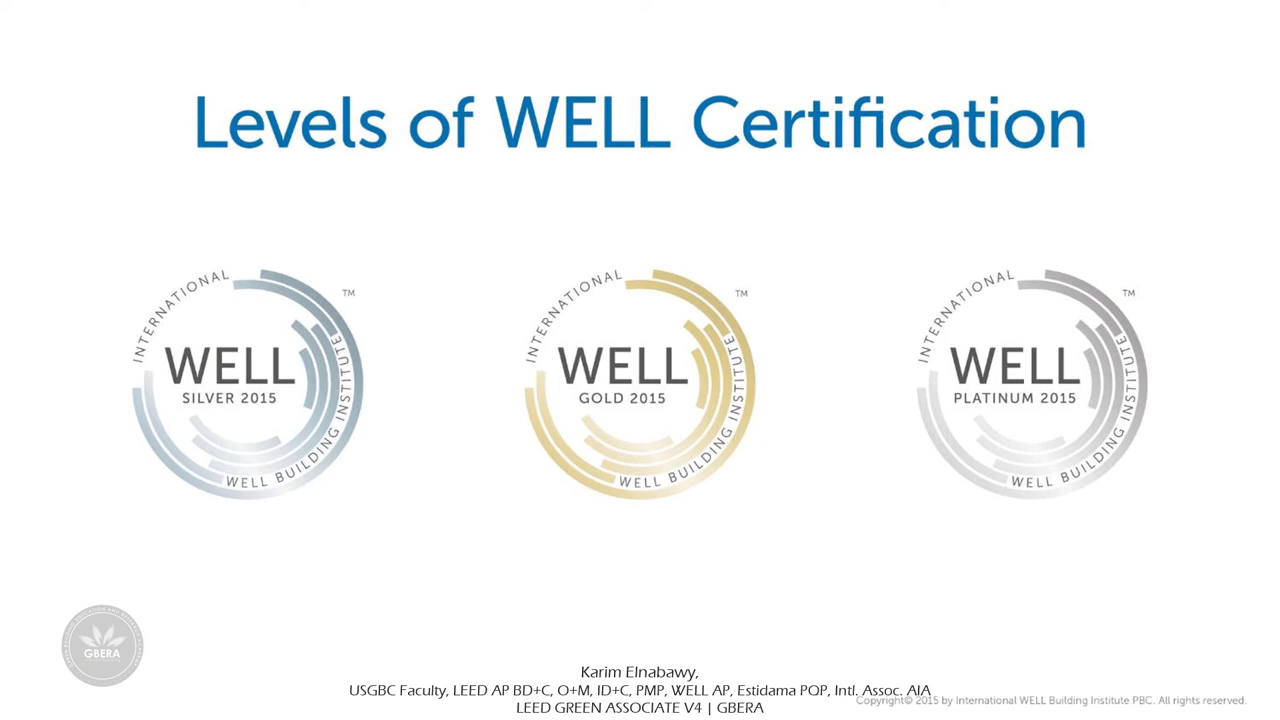 Levels of WELL Certification
INTERNATIONAL
WELL
SILVER 2015
WELL BUILDING INSTITUTE
TM
INTERNATIONAL
WELL
GOLD 2015
WELL BUILDING INSTITUTE
TM
INTERNATIONAL
WELL
PLATINUM 2015
WELL BUILDING INSTITUTE
TM
GBERA
Karim Elnabawy,
USGBC Faculty, LEED AP BD+C, O+M, ID+C, PMP, WELL AP, Estidama POP, Intl. Assoc. AIA
LEED GREEN ASSOCIATE V4 | GBERA
Copyright© 2015 by International WELL Building Institute PBC. All rights reserved.